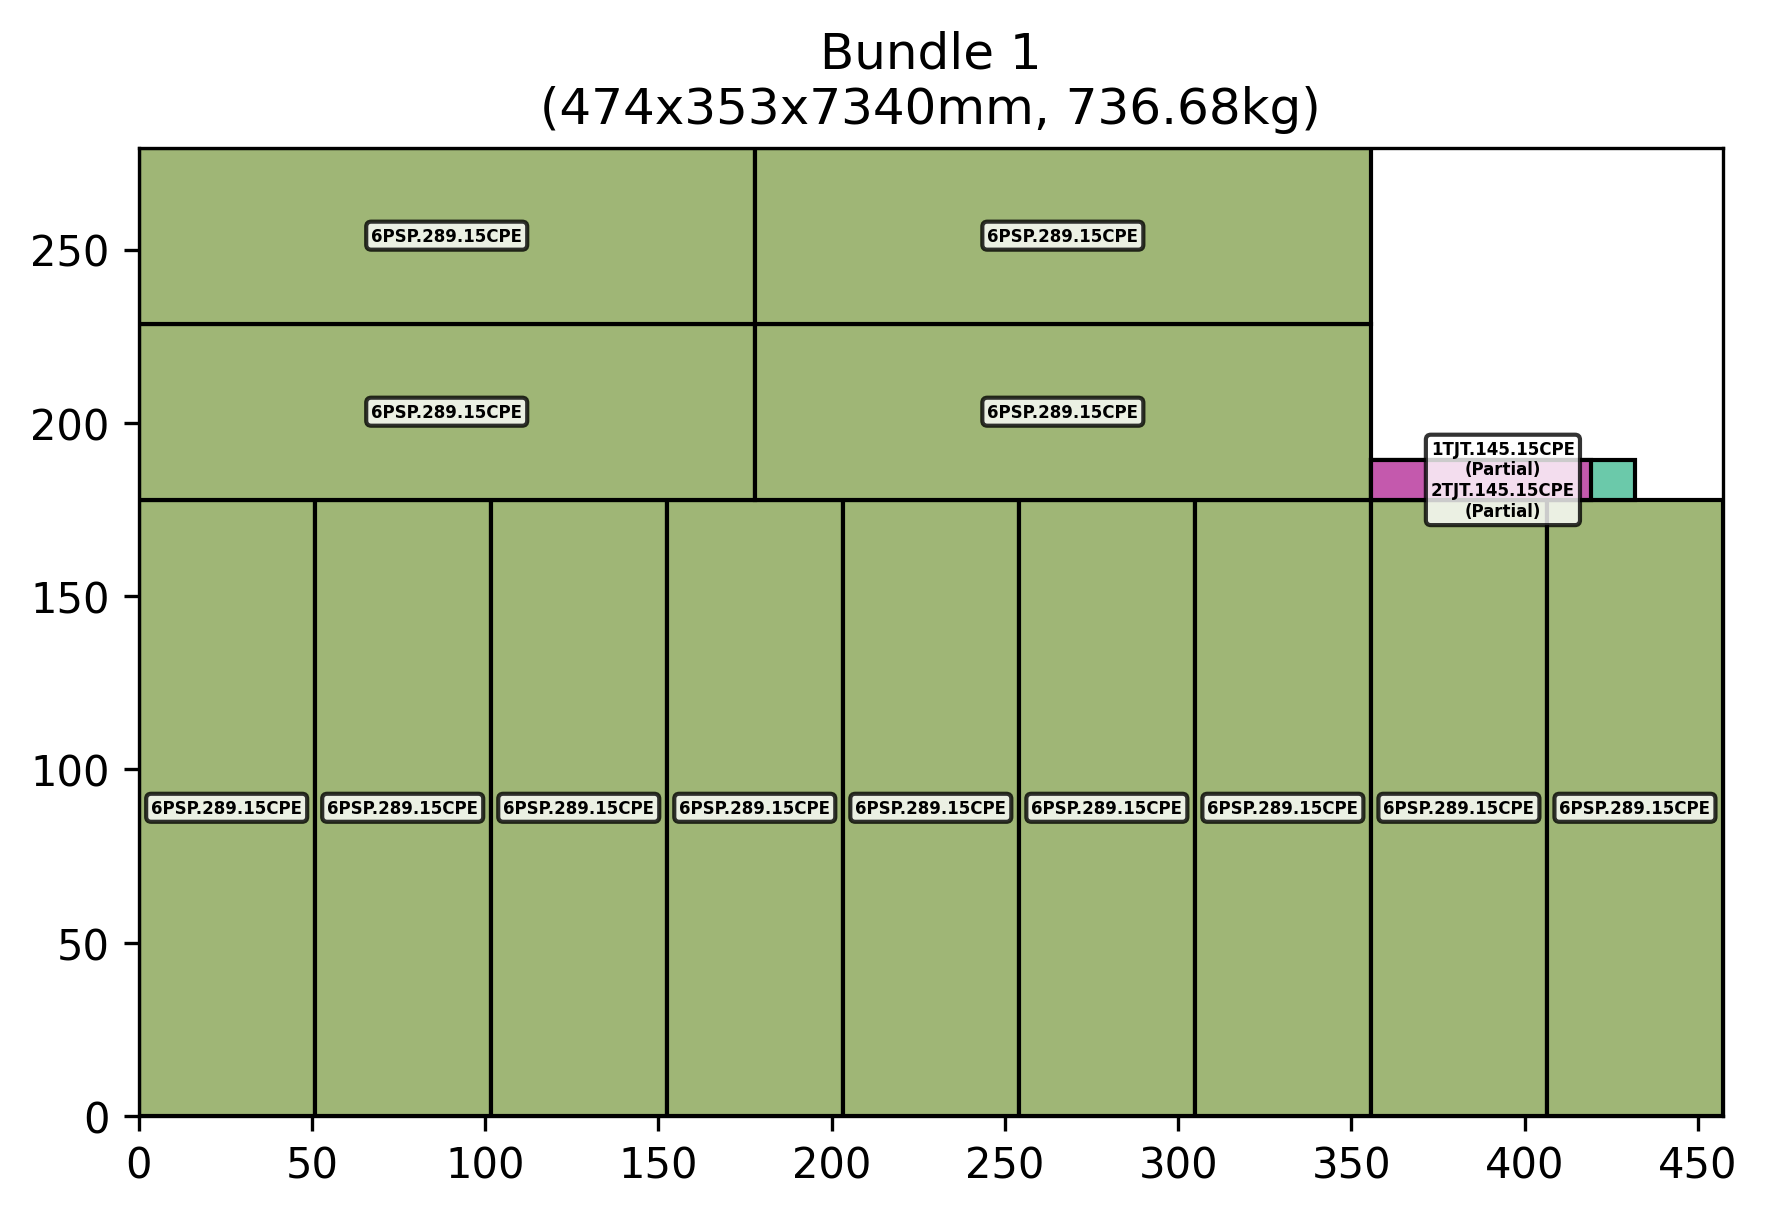 Bundle 1
(474x353x7340mm, 736.68kg)
250
200
150
100
50
0
6PSP.289.15CPE
6PSP.289.15CPE
6PSP.289.15CPE
6PSP.289.15CPE
1TJT.145.15CPE
(Partial)
2TJT.145.15CPE
(Partial)
6PSP.289.15CPE
6PSP.289.15CPE
6PSP.289.15CPE
6PSP.289.15CPE
6PSP.289.15CPE
6PSP.289.15CPE
6PSP.289.15CPE
6PSP.289.15CPE
6PSP.289.15CPE
0
50
100
150
200
250
300
350
400
450